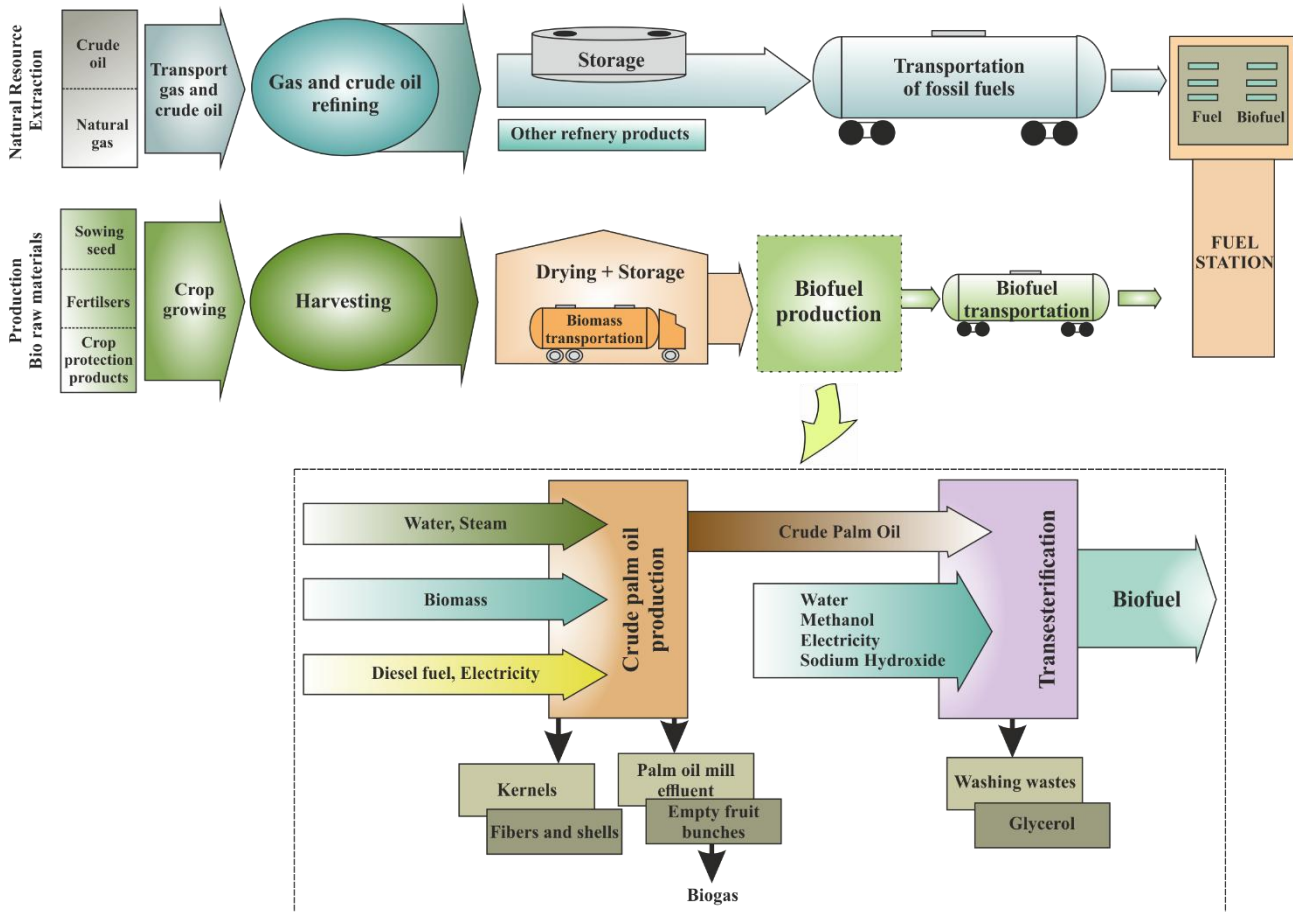 Natural Resource
Extraction
Crude
oil
Natural
gas
Transport
gas and
crude oil
Gas and crude oil
refining
Storage
Other refnery products
Transportation
of fossil fuels
Fuel
Biofuel
FUEL
STATION
Production
Bio raw materials
Sowing
seed
Fertilsers
Crop
protection
products
Crop
growing
Harvesting
Drying + Storage
Biomass
transportation
Biofuel
production
Biofuel
transportation
Water, Steam
Biomass
Diesel fuel, Electricity
Crude palm oil
production
Crude Palm Oil
Water
Methanol
Electricity
Sodium Hydroxide
Transesterification
Biofuel
Kernels
Fibers and shells
Palm oil mill
effluent
Empty fruit
bunches
Biogas
Washing wastes
Glycerol